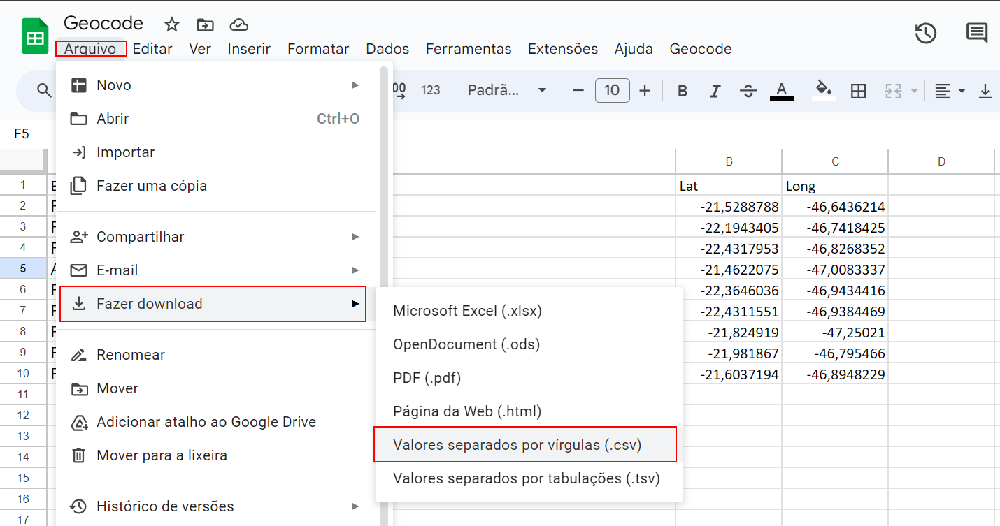 Geocode
Arquivo Editar Ver Inserir Formatar Dados Ferramentas Extensões Ajuda Geocode
123 Padrã... 10 B I A
F5
Novo
Abrir Ctrl+O
Importar
Fazer uma cópia
Compartilhar
E-mail
Fazer download
Renomear
Mover
Adicionar atalho ao Google Drive
Mover para a lixeira
Histórico de versões
Microsoft Excel (.xlsx)
OpenDocument (.ods)
PDF (.pdf)
Página da Web (.html)
Valores separados por vírgulas (.csv)
Valores separados por tabulações (.tsv)
B C D
1 Lat Long
2 -21,5288788 -46,6436214
3 -22,1943405 -46,7418425
4 -22,4317953 -46,8268352
5 -21,4622075 -47,0083337
6 -22,3646036 -46,9434416
7 -22,4311551 -46,9384469
8 -21,824919 -47,25021
9 -21,981867 -46,795466
10 -21,6037194 -46,8948229
11
12
13
14
15
16
17